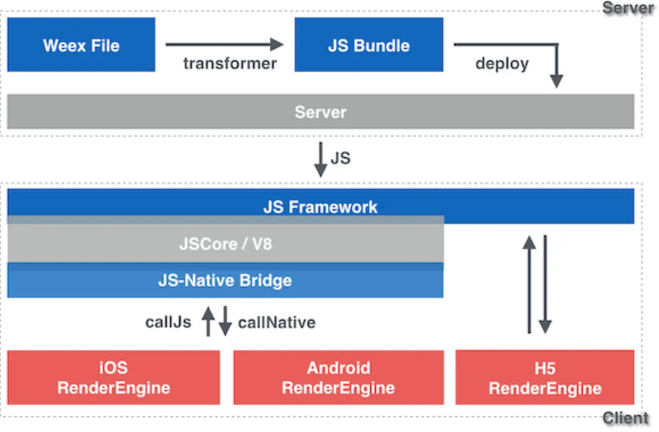 Server
Weex File
transformer
JS Bundle
deploy
Server
JS
JS Framework
JSCore / V8
JS-Native Bridge
callJs
callNative
iOS
RenderEngine
Android
RenderEngine
H5
RenderEngine
Client